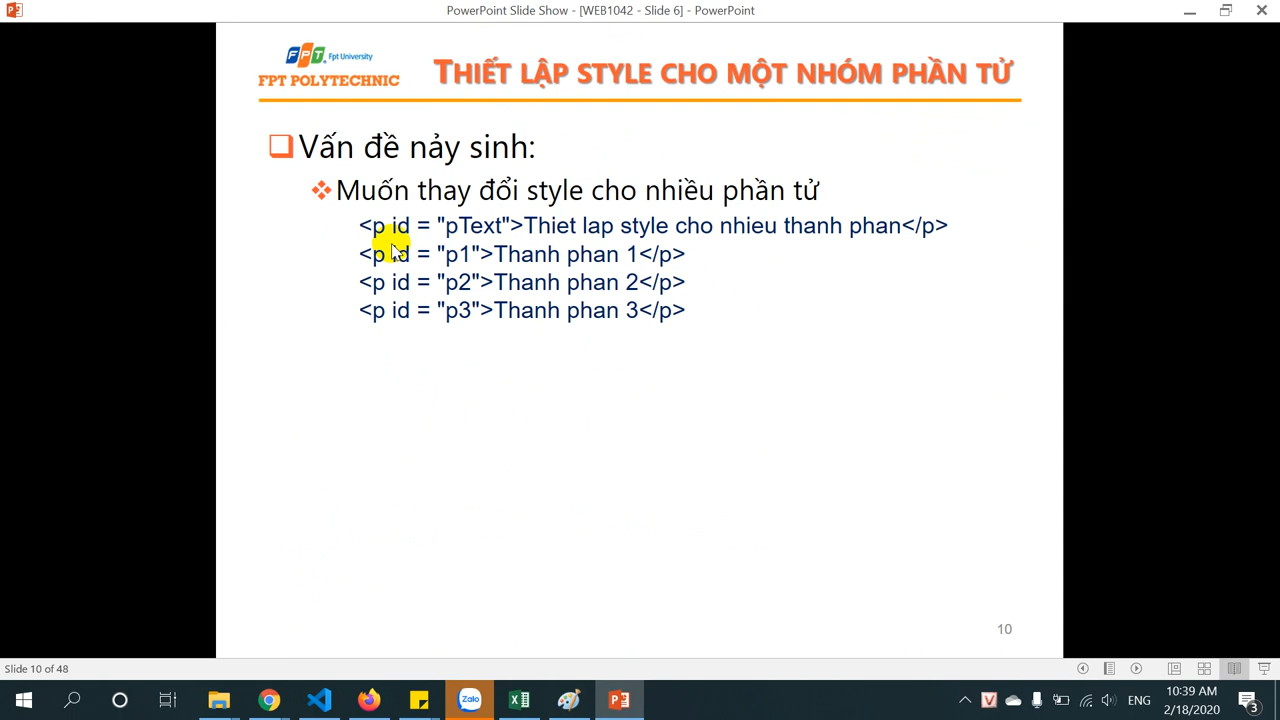 PowerPoint Slide Show - [WEB1042 - Slide 6] - PowerPoint
FPT Fpt University
FPT POLYTECHNIC
THIẾT LẬP STYLE CHO MỘT NHÓM PHẦN TỬ
Vấn đề nảy sinh:
Muốn thay đổi style cho nhiều phần tử
<p id = "pText">Thiet lap style cho nhieu thanh phan</p>
<p id = "p1">Thanh phan 1</p>
<p id = "p2">Thanh phan 2</p>
<p id = "p3">Thanh phan 3</p>
10
Slide 10 of 48
Zalo
ENG
10:39 AM
2/18/2020
3